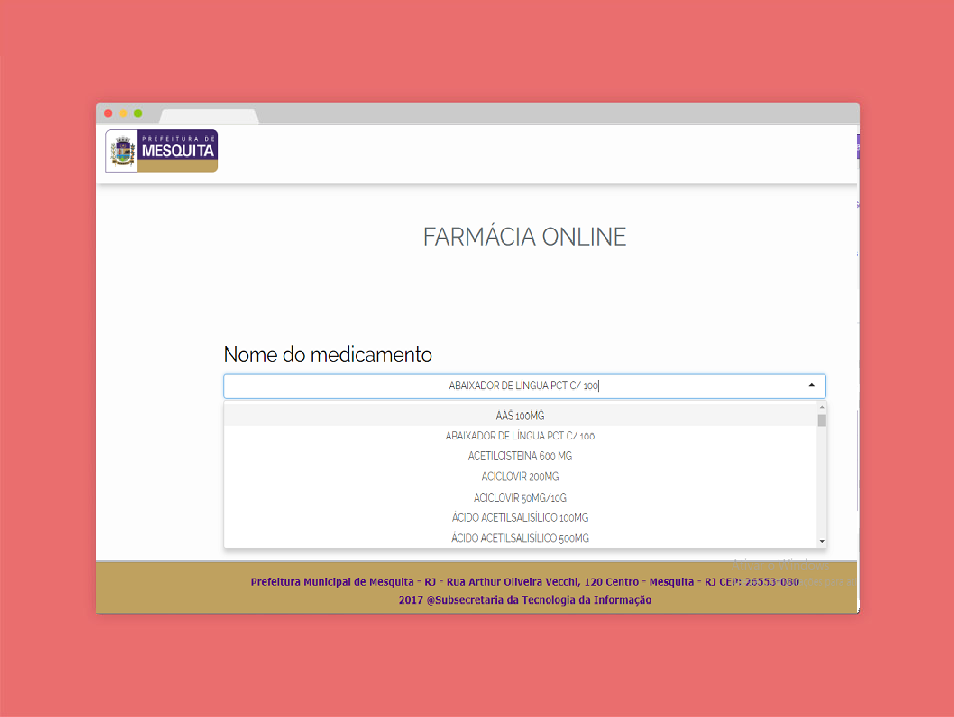 PREFEITURA DE
MESQUITA
FARMÁCIA ONLINE
Nome do medicamento
ABAIXADOR DE LÍNGUA PCT C/ 100
AAS 100MG
ABAIXADOR DE LÍNGUA PCT C/ 100
ACETILCISTEINA 600 MG
ACICLOVIR 200MG
ACICLOVIR 50MG/10G
ÁCIDO ACETILSALISÍLICO 100MG
ÁCIDO ACETILSALISÍLICO 500MG
Prefeitura Municipal de Mesquita - RJ - Rua Arthur Oliveira Vecchi, 120 Centro - Mesquita - RJ CEP: 26553-080
2017 @Subsecretaria da Tecnologia da Informação